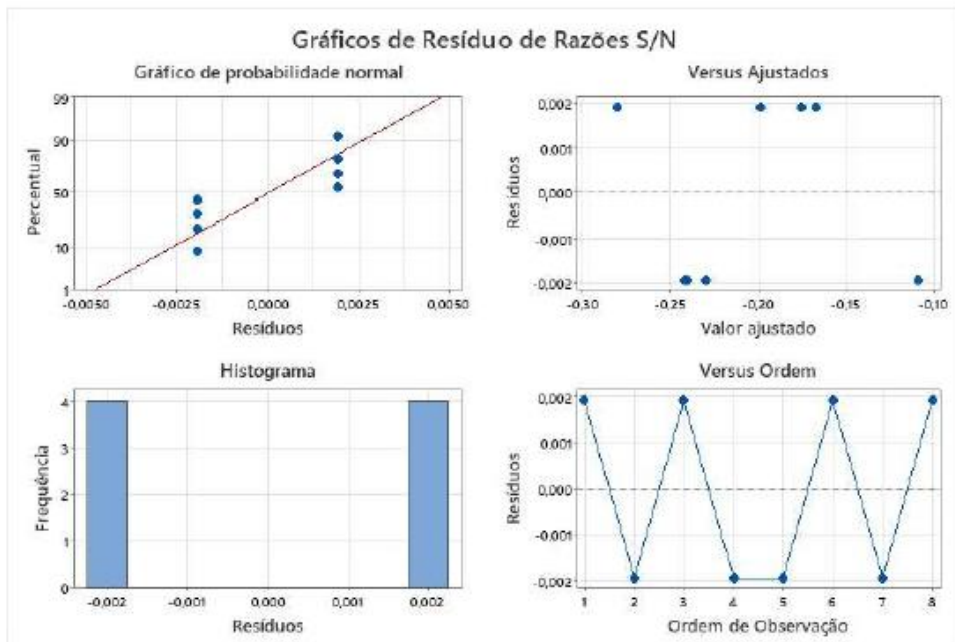 Gráficos de Resíduo de Razões S/N
Gráfico de probabilidade normal
Percentual
99
90
50
10
1
-0,0050 -0,0025 0,0000 0,0025 0,0050
Resíduos
Versus Ajustados
Resíduos
0,002
0,001
0,000
-0,001
-0,002
-0,30 -0,25 -0,20 -0,15 -0,10
Valor ajustado
Histograma
Frequência
4
3
2
1
0
-0,002 -0,001 0,000 0,001 0,002
Resíduos
Versus Ordem
Resíduos
0,002
0,001
0,000
-0,001
-0,002
1 2 3 4 5 6 7 8
Ordem de Observação